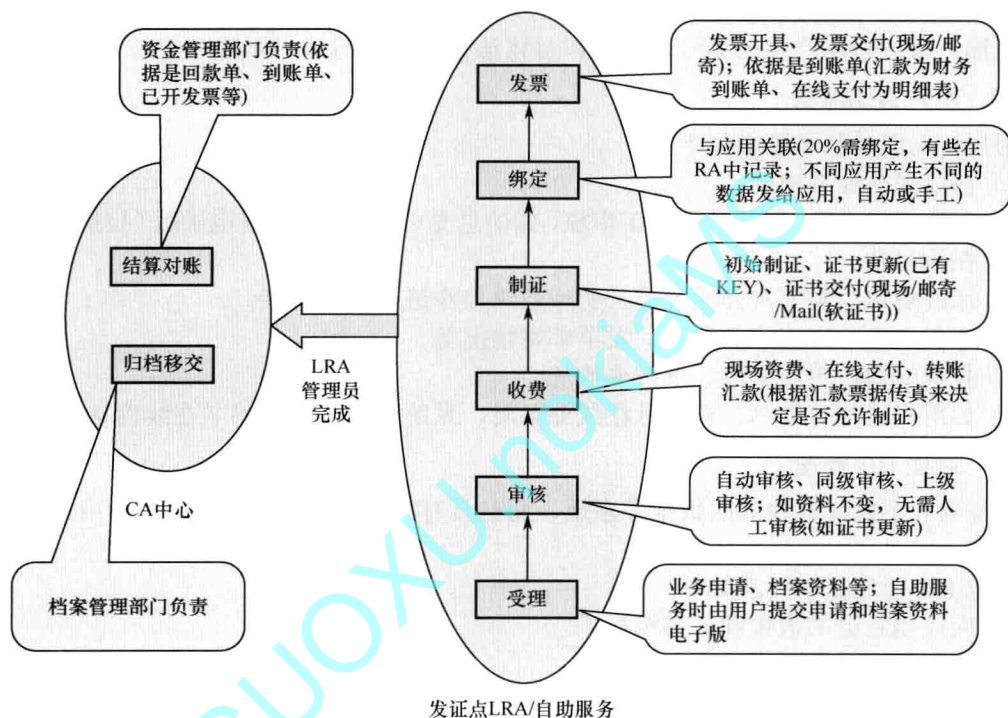 资金管理部门负责(依
据是回款单、到账单、
已开发票等)
结算对账
归档移交
CA中心
档案管理部门负责
LRA
管理员
完成
发票
绑定
制证
收费
审核
受理
发票开具、发票交付(现场/邮
寄)；依据是到账单(汇款为财务
到账单、在线支付为明细表)
与应用关联(20%需绑定，有些在
RA中记录；不同应用产生不同的
数据发给应用，自动或手工)
初始制证、证书更新(已有
KEY)、证书交付(现场/邮寄
/Mail(软证书))
现场资费、在线支付、转账
汇款(根据汇款票据传真来决
定是否允许制证)
自动审核、同级审核、上级
审核；如资料不变，无需人
工审核(如证书更新)
业务申请、档案资料等；自助服
务时由用户提交申请和档案资料
电子版
发证点LRA/自助服务
GUOXU.nokiaMS